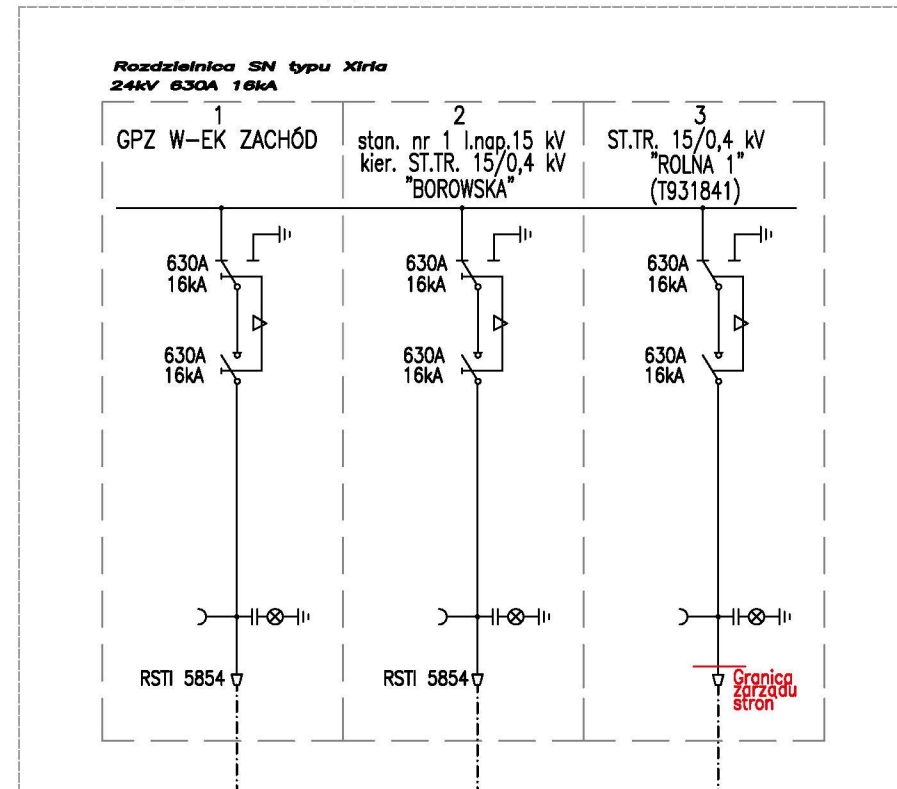 Rozdzielnica SN typu Xiria
24kV 630A 16kA
1
GPZ W-EK ZACHÓD
2
stan. nr 1 l.nap.15 kV
kier. ST.TR. 15/0,4 kV
"BOROWSKA"
3
ST.TR. 15/0,4 kV
"ROLNA 1"
(T931841)
630A
16kA
630A
16kA
630A
16kA
630A
16kA
630A
16kA
630A
16kA
RSTI 5854
RSTI 5854
Granica
zarządu
stron